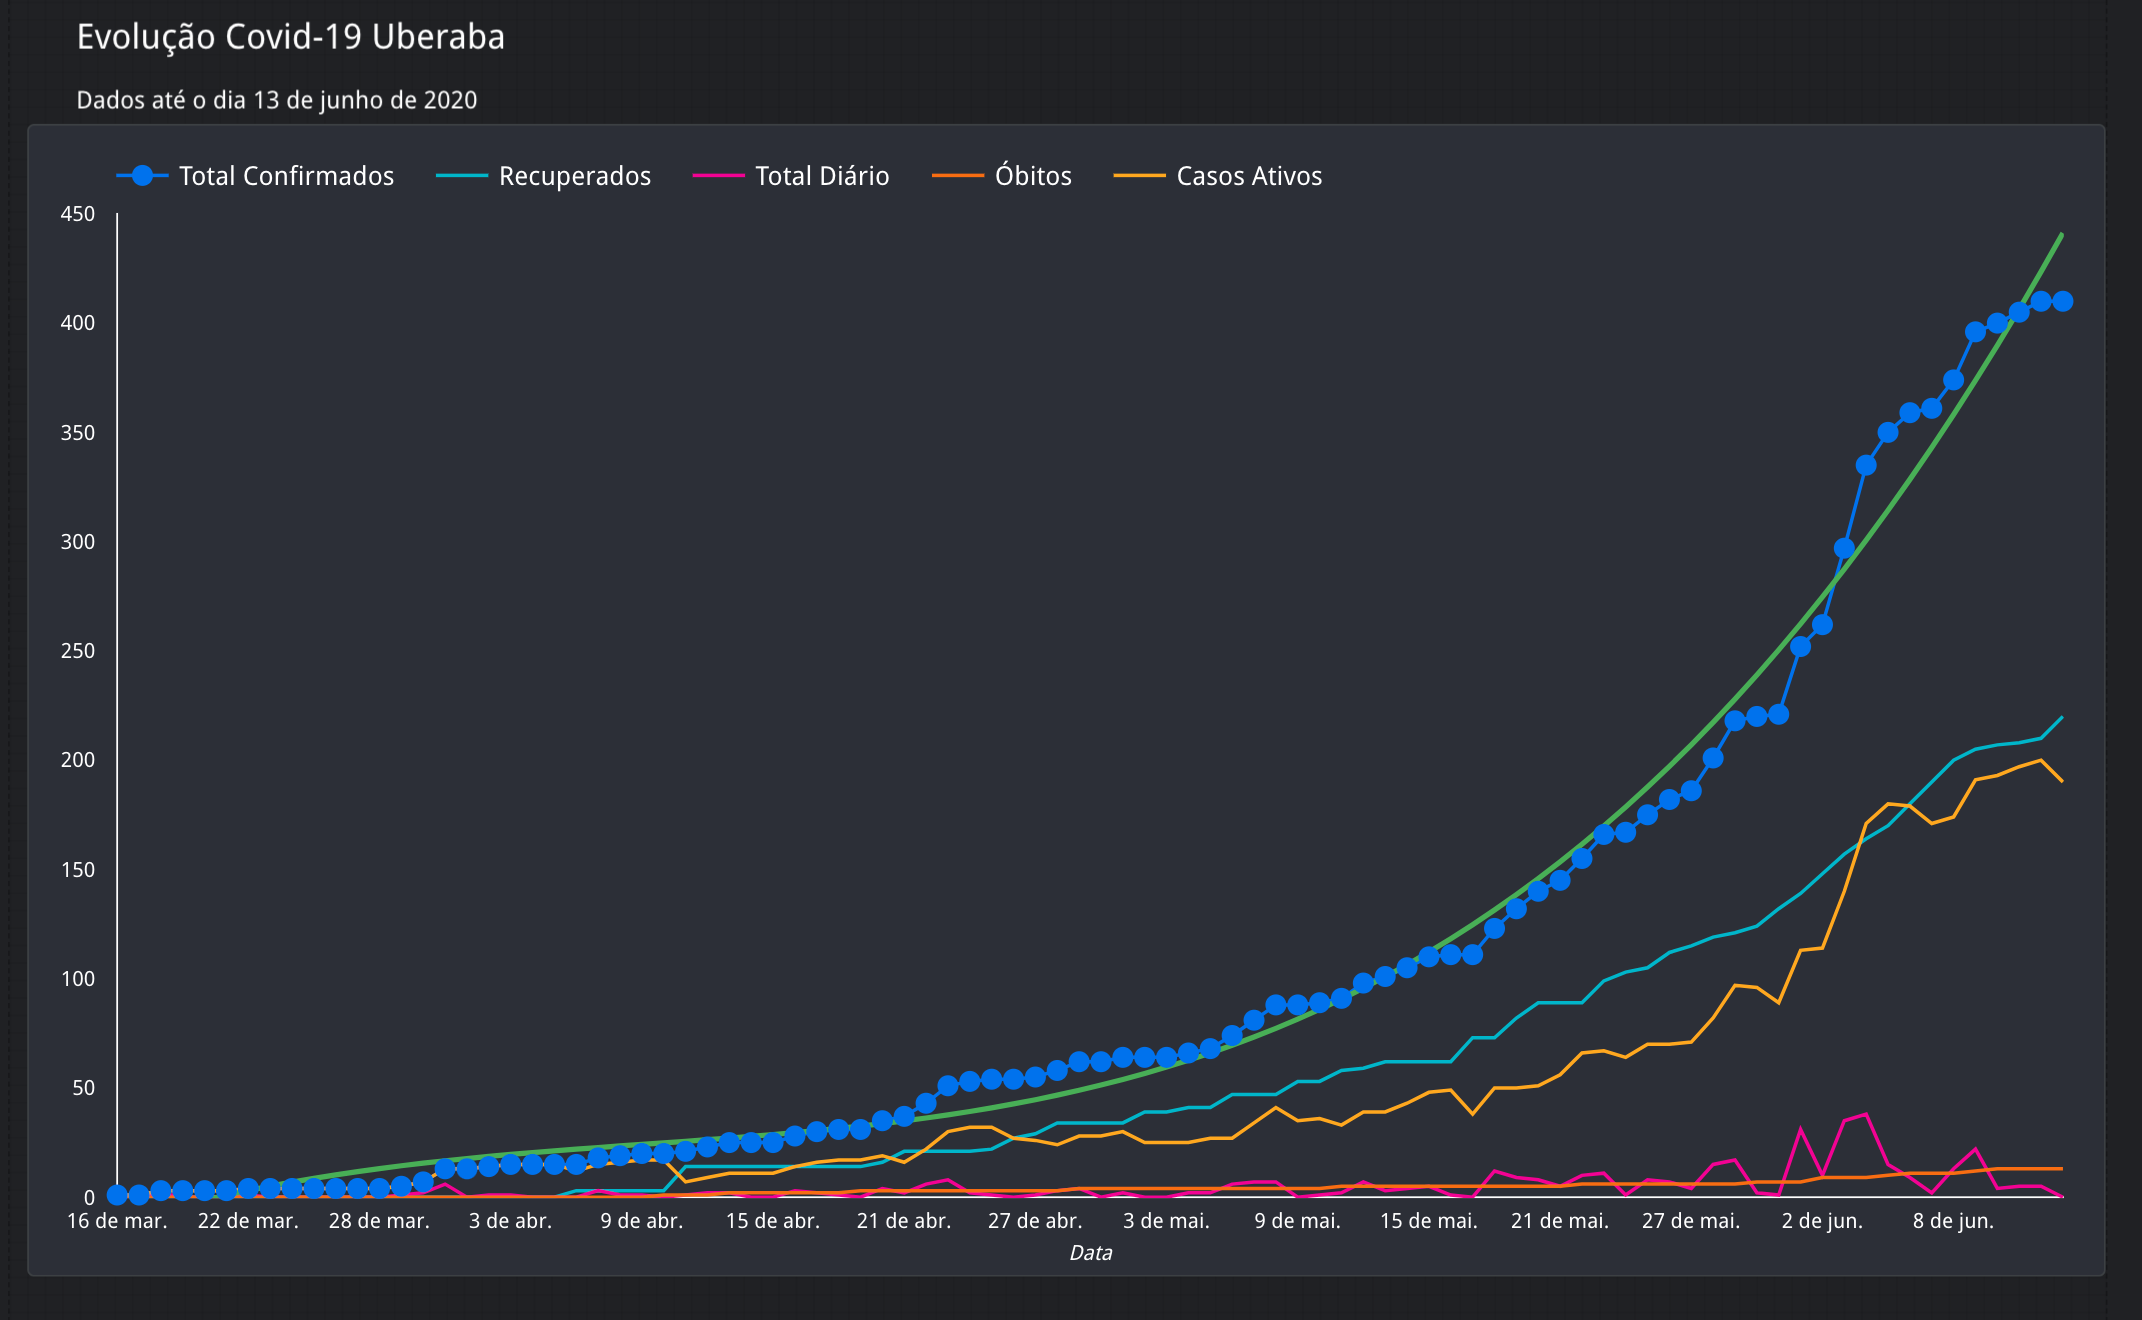 Evolução Covid-19 Uberaba
Dados até o dia 13 de junho de 2020
Total Confirmados Recuperados Total Diário Óbitos Casos Ativos
450
400
350
300
250
200
150
100
50
0
16 de mar. 22 de mar. 28 de mar. 3 de abr. 9 de abr. 15 de abr. 21 de abr. 27 de abr. 3 de mai. 9 de mai. 15 de mai. 21 de mai. 27 de mai. 2 de jun. 8 de jun.
Data